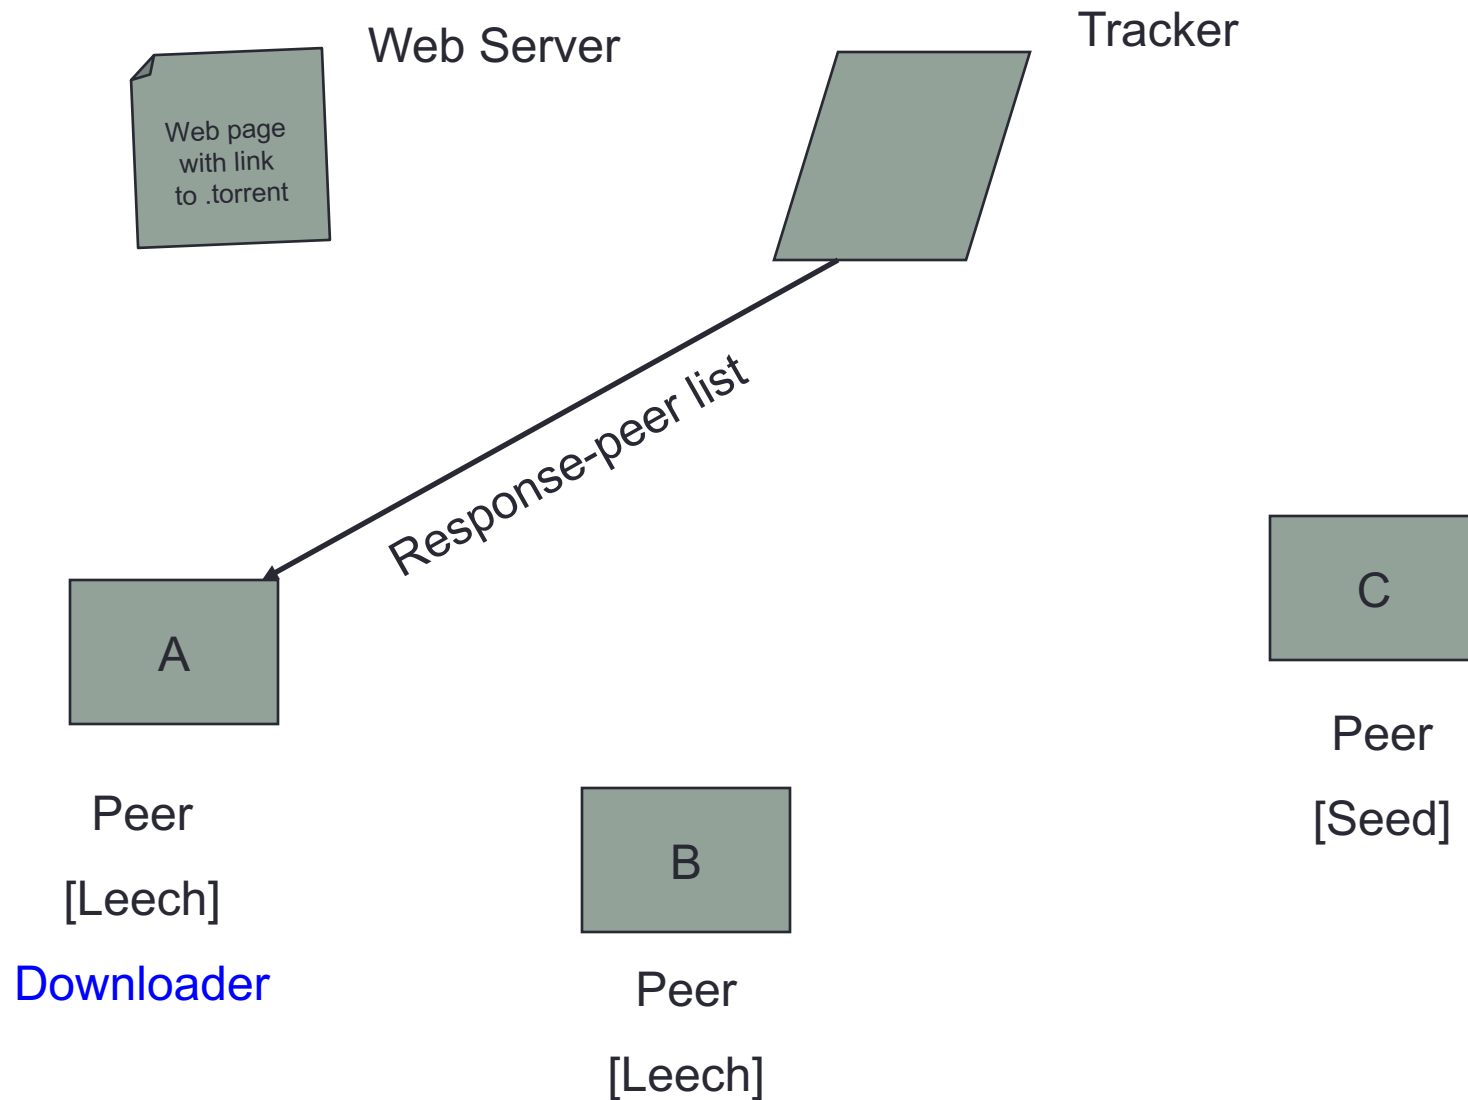 Web Server
Tracker
Web page
with link
to .torrent
Response-peer list
A
C
Peer
[Seed]
Peer
[Leech]
Downloader
B
Peer
[Leech]